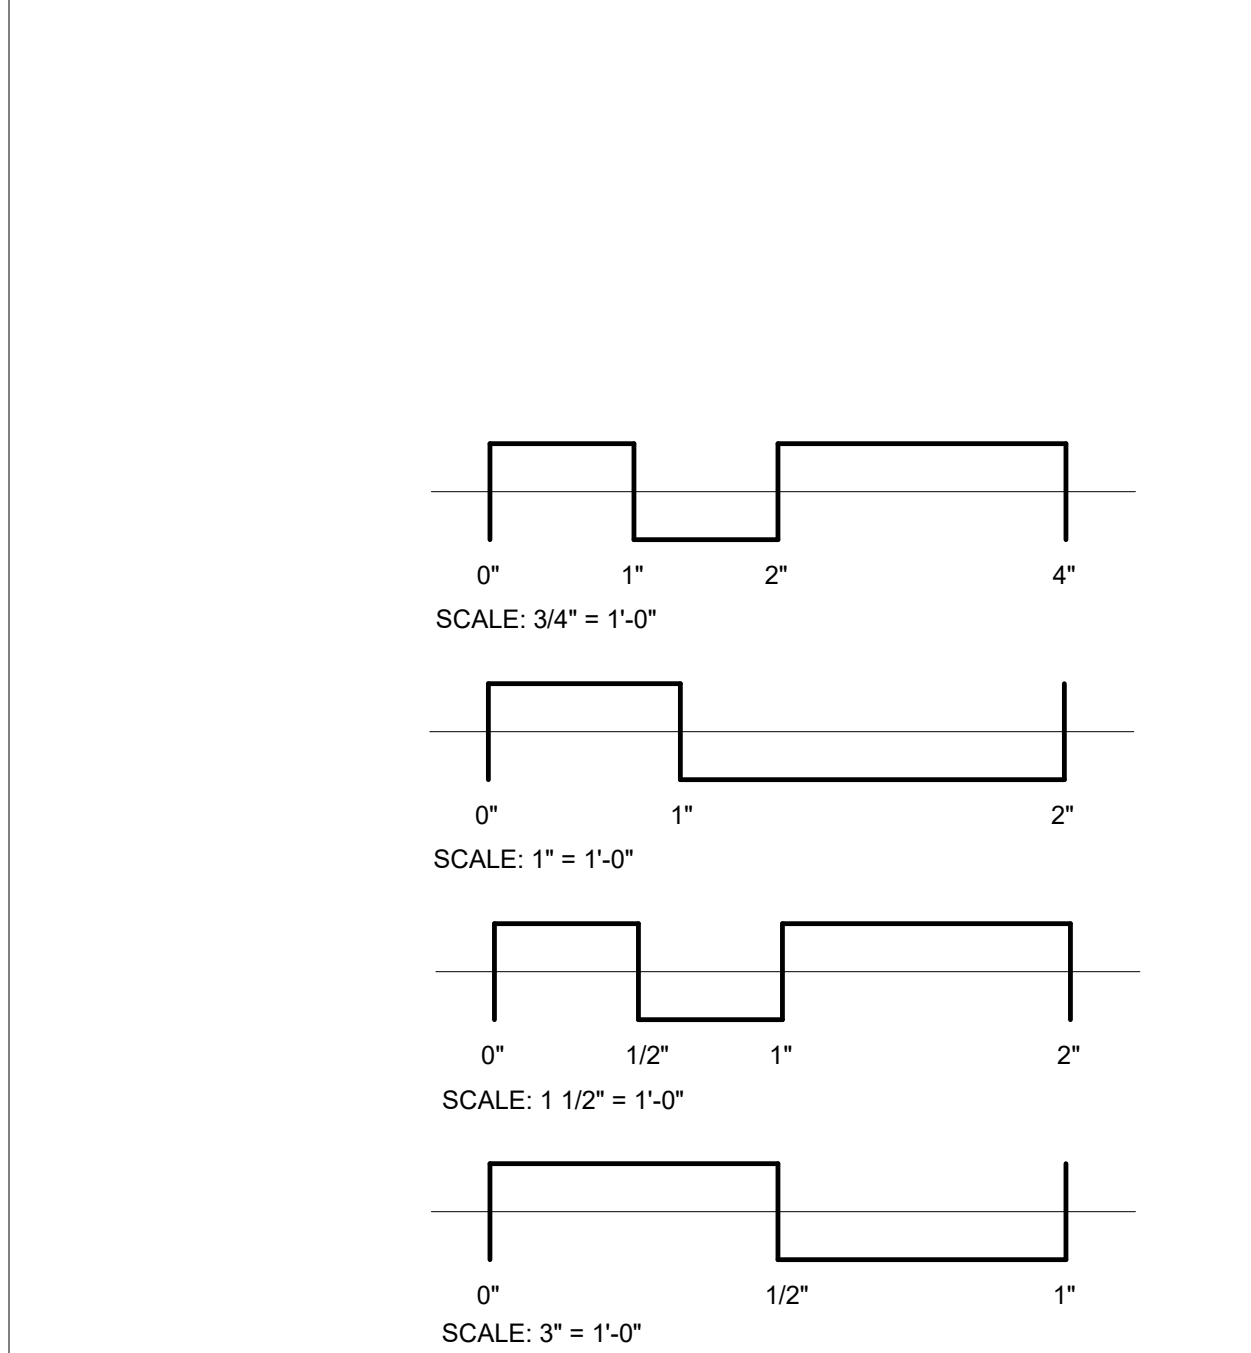 0" 1" 2" 4"
SCALE: 3/4" = 1'-0"
0" 1" 2"
SCALE: 1" = 1'-0"
0" 1/2" 1" 2"
SCALE: 1 1/2" = 1'-0"
0" 1/2" 1"
SCALE: 3" = 1'-0"